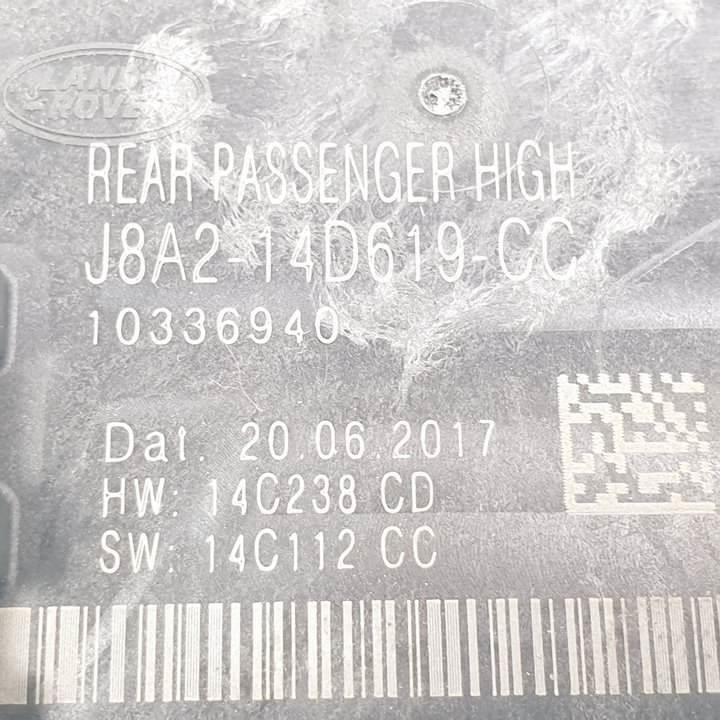 LAND-
-ROVER
REAR PASSENGER HIGH
J8A2-14D619-CC
10336940
Dat. 20.06.2017
HW: 14C238 CD
SW: 14C112 CC